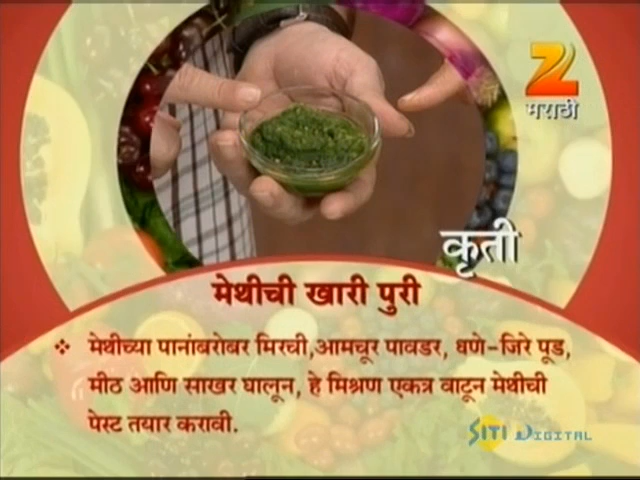 मराठी
कृती
मेथीची खारी पुरी
❖ मेथीच्या पानांबरोबर मिरची,आमचूर पावडर, धणे-जिरे पूड,
मीठ आणि साखर घालून, हे मिश्रण एकत्र वाटून मेथीची
पेस्ट तयार करावी.
SITI DIGITAL